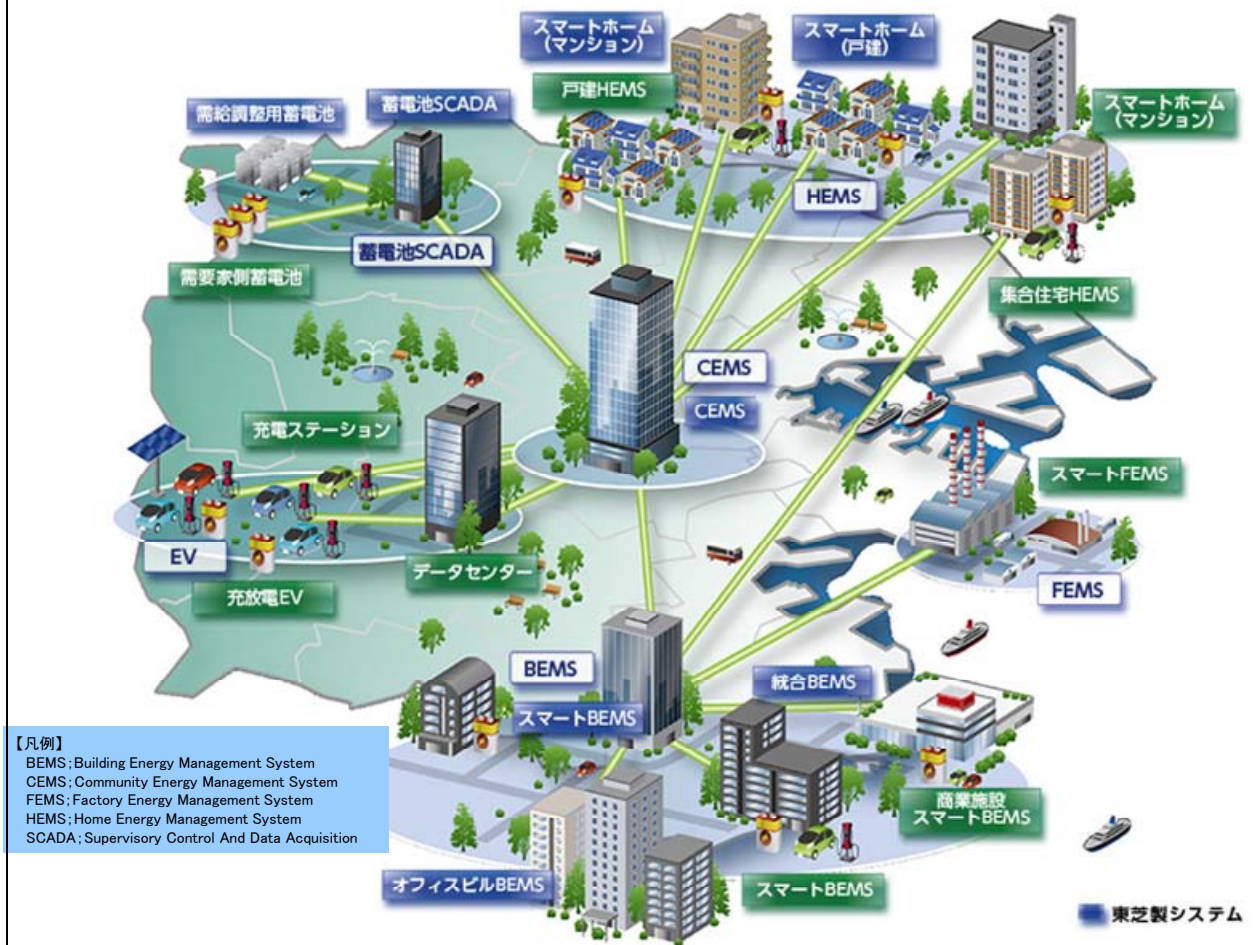 スマートホーム
(マンション)
スマートホーム
(戸建)
戸建HEMS
スマートホーム
(マンション)
需給調整用蓄電池
蓄電池SCADA
HEMS
蓄電池SCADA
需要家側蓄電池
集合住宅HEMS
CEMS
CEMS
充電ステーション
スマートFEMS
EV
データセンター
充放電EV
FEMS
BEMS
統合BEMS
スマートBEMS
【凡例】
BEMS;Building Energy Management System
CEMS;Community Energy Management System
FEMS;Factory Energy Management System
HEMS;Home Energy Management System
SCADA;Supervisory Control And Data Acquisition
商業施設
スマートBEMS
オフィスビルBEMS
スマートBEMS
東芝製システム